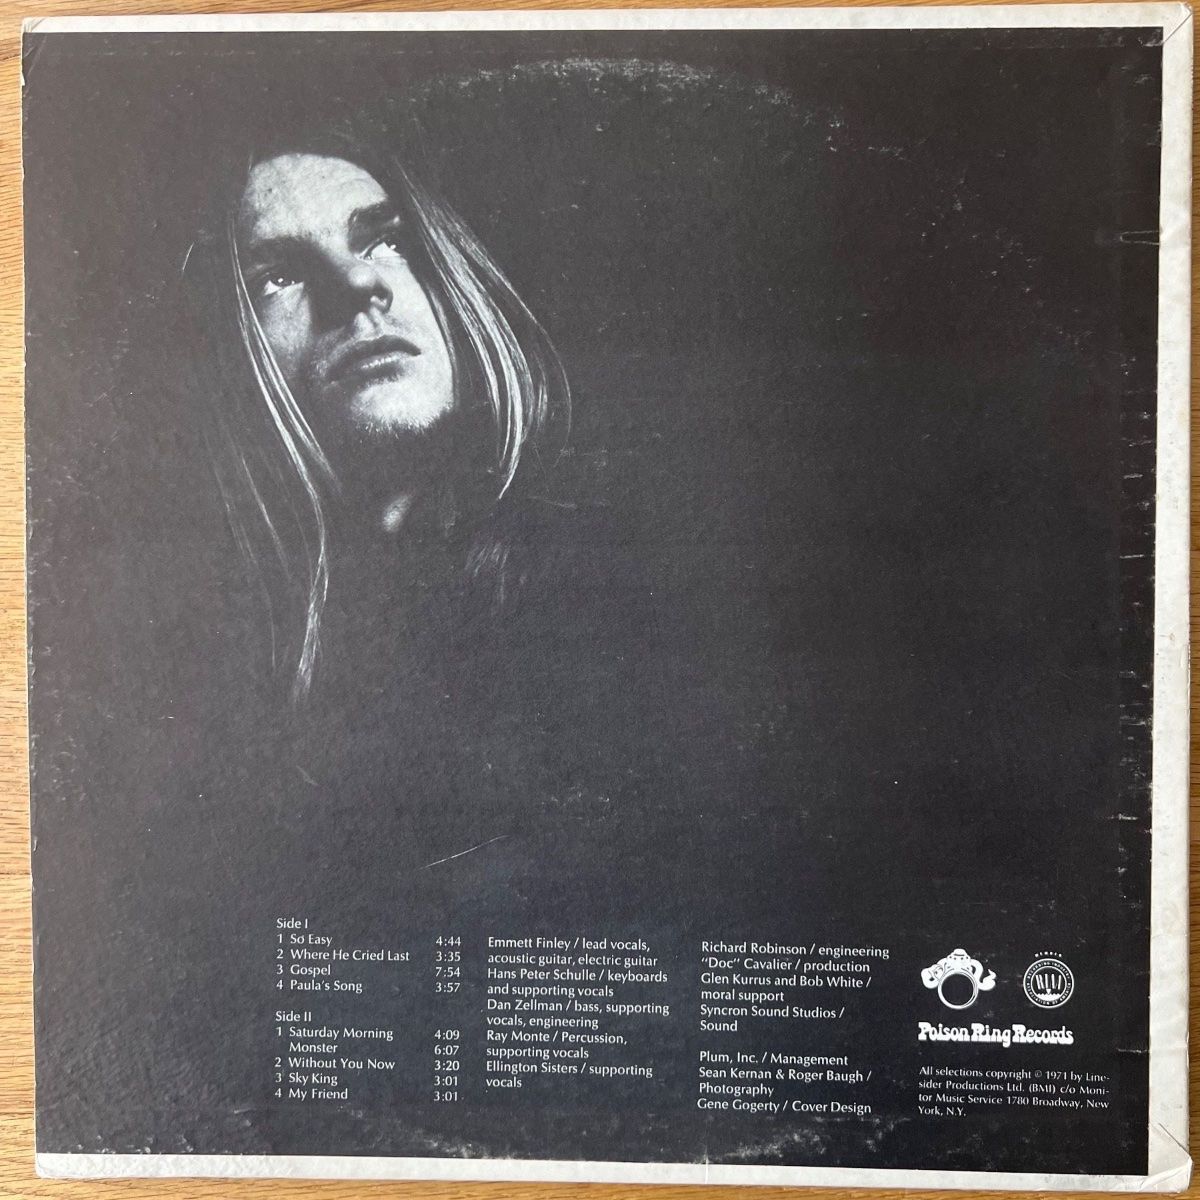 Side I
1 So Easy 4:44
2 Where He Cried Last 3:35
3 Gospel 7:54
4 Paula's Song 3:57
Side II
1 Saturday Morning 4:09
Monster 6:07
2 Without You Now 3:20
3 Sky King 3:01
4 My Friend 3:01
Emmett Finley / lead vocals,
acoustic guitar, electric guitar
Hans Peter Schulle / keyboards
and supporting vocals
Dan Zellman / bass, supporting
vocals, engineering
Ray Monte / Percussion,
supporting vocals
Ellington Sisters / supporting
vocals
Richard Robinson / engineering
"Doc" Cavalier / production
Glen Kurrus and Bob White /
moral support
Syncron Sound Studios /
Sound
Plum, Inc. / Management
Sean Kernan & Roger Baugh /
Photography
Gene Gogerty / Cover Design
Poison Ring Records
All selections copyright © 1971 by Line-
sider Productions Ltd. (BMI) c/o Moni-
tor Music Service 1780 Broadway, New
York, N.Y.